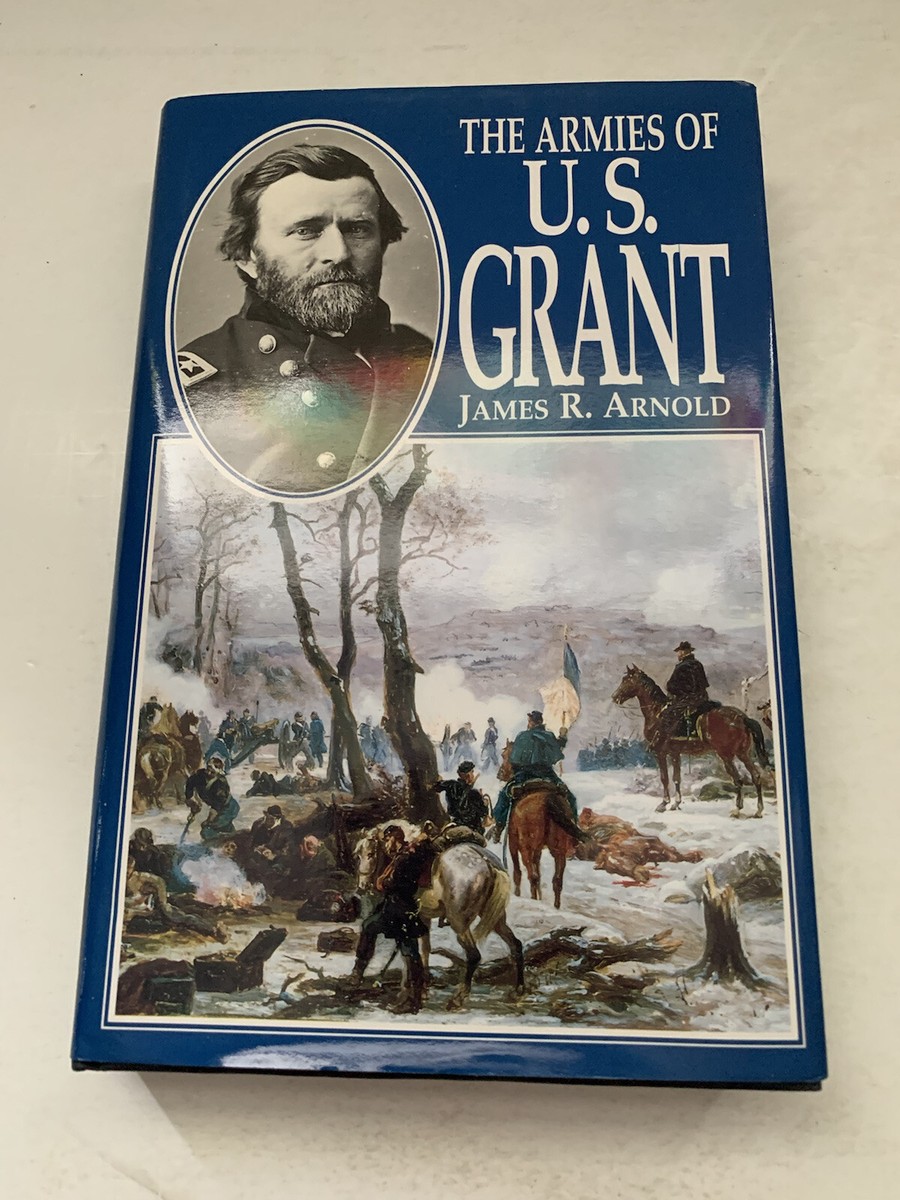 THE ARMIES OF
U. S.
GRANT
JAMES R. ARNOLD